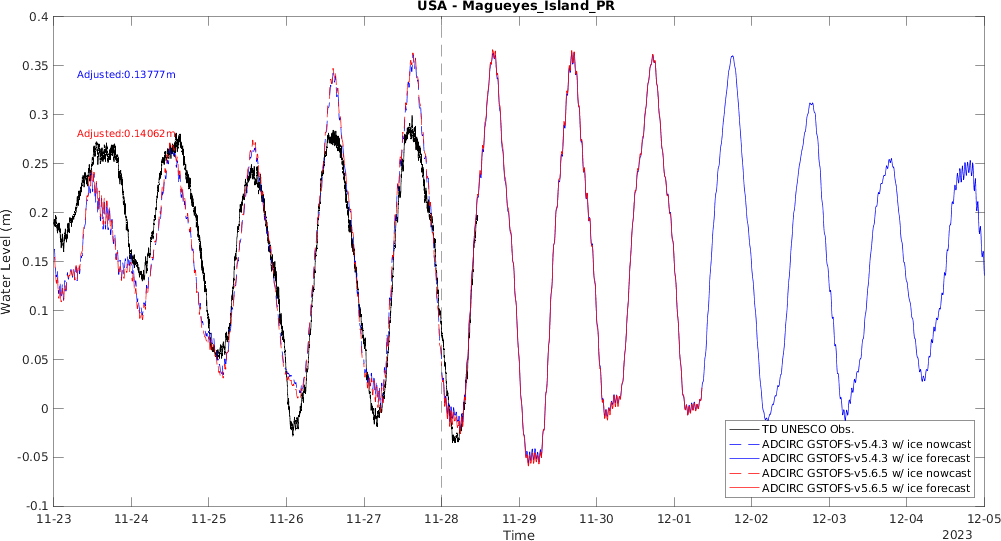 USA - Magueyes_Island_PR
0.4
0.35
0.3
0.25
0.2
0.15
0.1
0.05
0
-0.05
-0.1
Water Level (m)
Adjusted:0.13777m
Adjusted:0.14062m
TD UNESCO Obs.
ADCIRC GSTOFS-v5.4.3 w/ ice nowcast
ADCIRC GSTOFS-v5.4.3 w/ ice forecast
ADCIRC GSTOFS-v5.6.5 w/ ice nowcast
ADCIRC GSTOFS-v5.6.5 w/ ice forecast
11-23 11-24 11-25 11-26 11-27 11-28 11-29 11-30 12-01 12-02 12-03 12-04 12-05
Time
2023